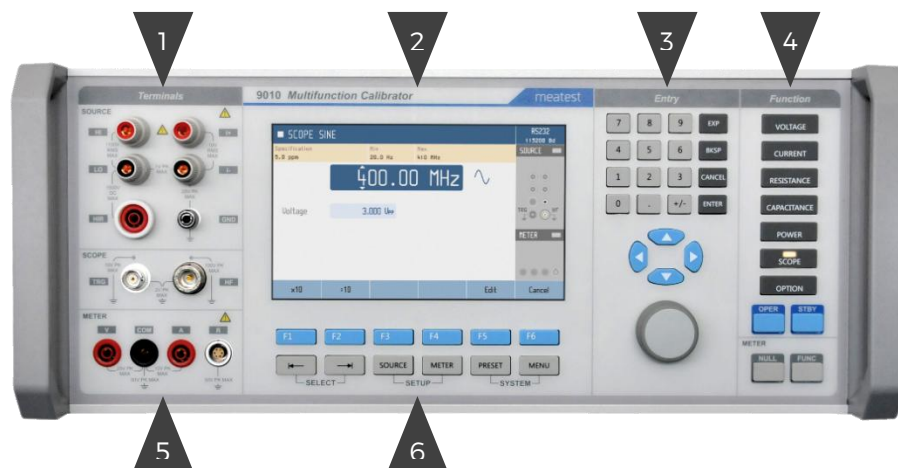 1
2
3
4
Terminals
9010 Multifunction Calibrator
meatest
Entry
Function
SOURCE
HI
I+
LO
I-
HIR
GND
SCOPE
TRG
HF
METER
V
COM
A
R
SCOPE SINE
RS232
Specification
Min
Max
5.0 ppm
20.0 Hz
SOURCE
400.00 MHz
Voltage
3.000 Vpp
METER
x10
:10
Edit
Cancel
F1
F2
F3
F4
F5
F6
SOURCE
METER
PRESET
MENU
SELECT
SETUP
SYSTEM
7
8
9
EXP
4
5
6
BKSP
1
2
3
CANCEL
0
.
+/-
ENTER
VOLTAGE
CURRENT
RESISTANCE
CAPACITANCE
POWER
SCOPE
OPTION
OPER
STBY
METER
NULL
FUNC
5
6